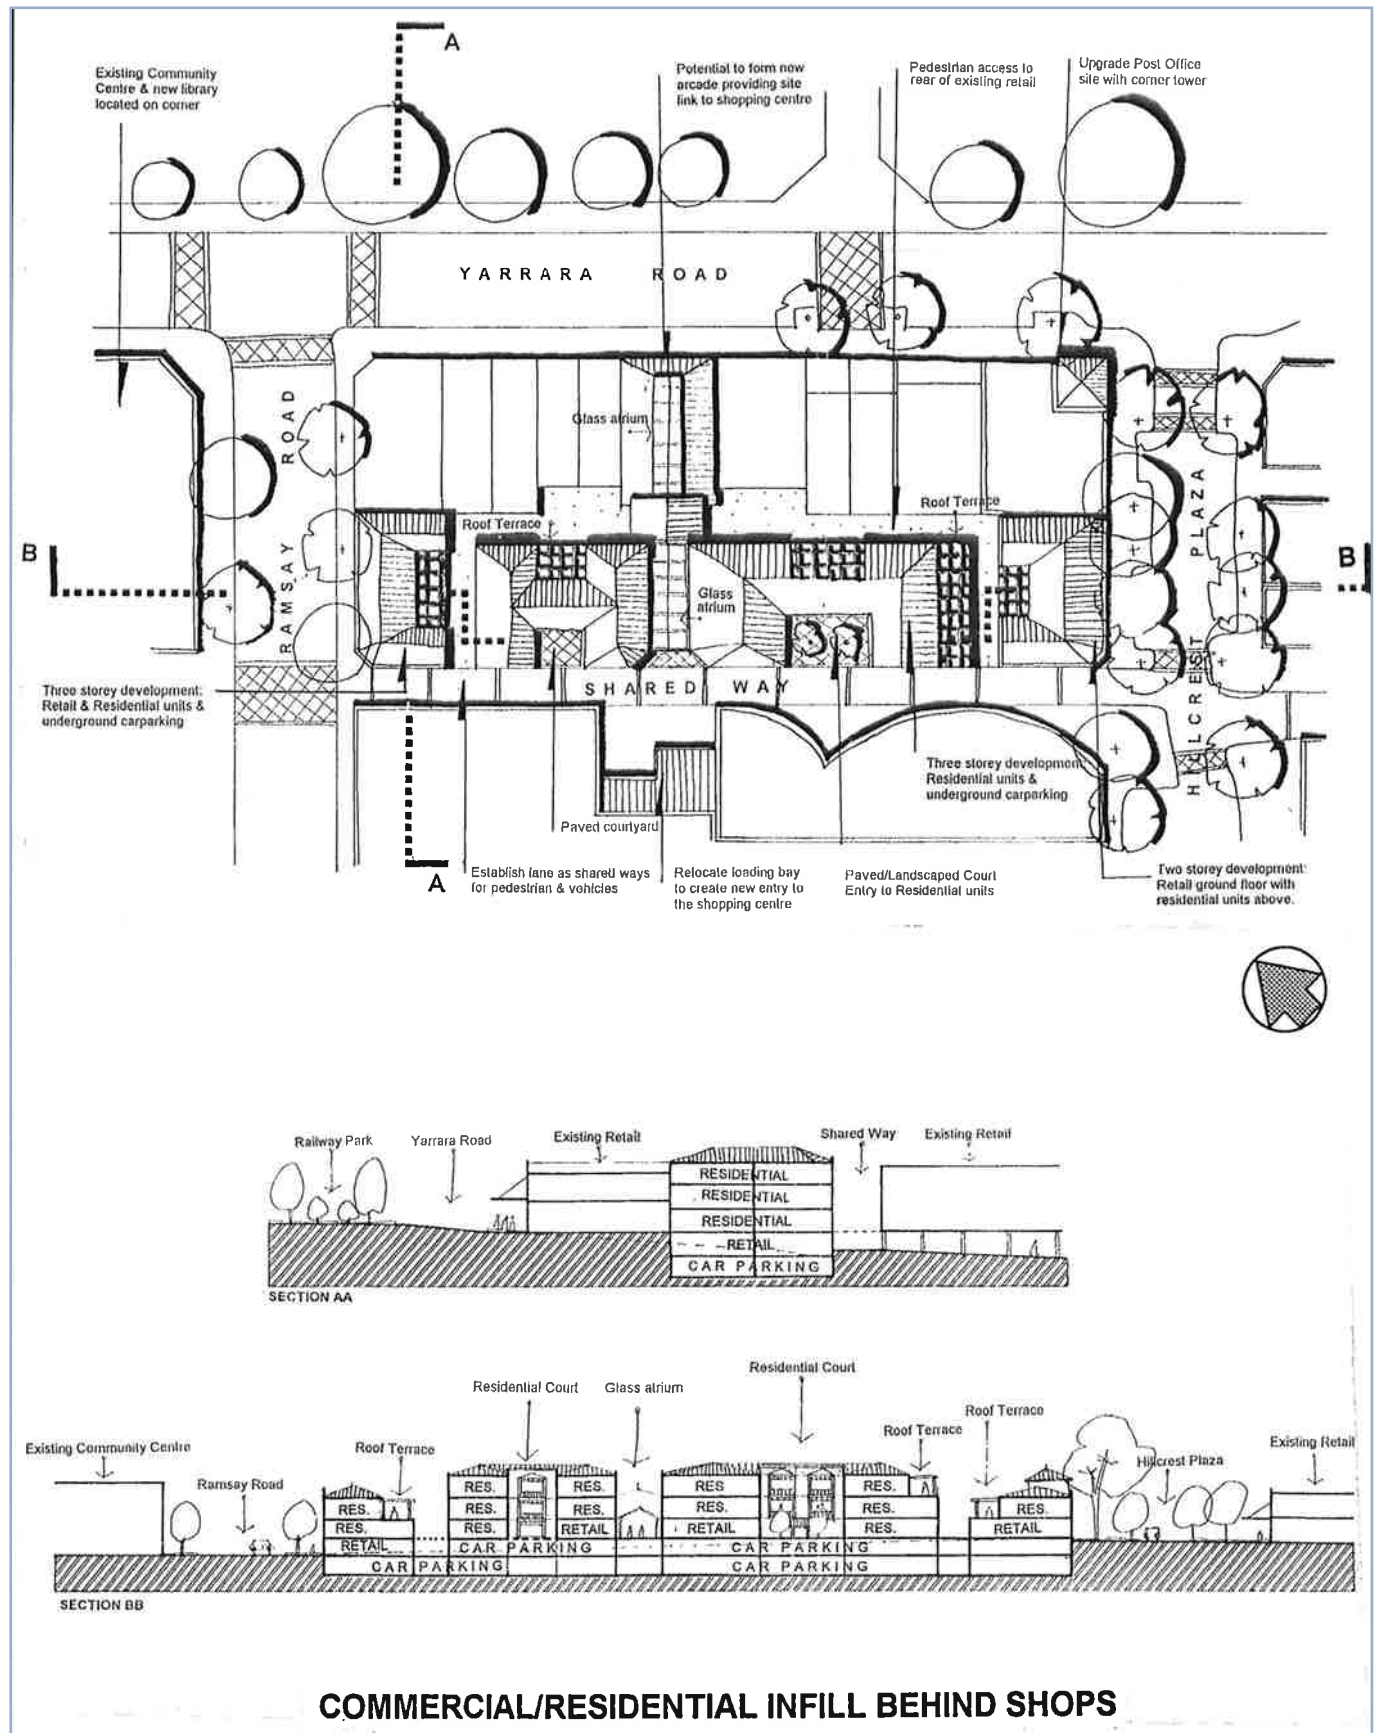 A
Existing Community
Centre & new library
located on corner
Potential to form new
arcade providing site
link to shopping centre
Pedestrian access to
rear of existing retail
Upgrade Post Office
site with corner tower
YARRARA ROAD
RAMSAY ROAD
Glass atrium
Roof Terrace
Roof Terrace
HILLCREST PLAZA
B
B
Glass
atrium
SHARED WAY
Three storey development:
Retail & Residential units &
underground carparking
Three storey development:
Residential units &
underground carparking
Paved courtyard
A
Establish lane as shared ways
for pedestrian & vehicles
Relocate loading bay
to create new entry to
the shopping centre
Paved/Landscaped Court
Entry to Residential units
Two storey development:
Retail ground floor with
residential units above.
Railway Park
Yarrara Road
Existing Retail
Shared Way
Existing Retail
RESIDENTIAL
RESIDENTIAL
RESIDENTIAL
RETAIL
CAR PARKING
SECTION AA
Residential Court
Residential Court
Glass atrium
Roof Terrace
Roof Terrace
Existing Community Centre
Roof Terrace
Existing Retail
Ramsay Road
Hillcrest Plaza
RES. RES. RES RES.
RES. RES. RES. RES. RES. RES.
RES. RES. RETAIL RETAIL RES. RETAIL
RETAIL CAR PARKING CAR PARKING
CAR PARKING CAR PARKING
SECTION BB
COMMERCIAL/RESIDENTIAL INFILL BEHIND SHOPS